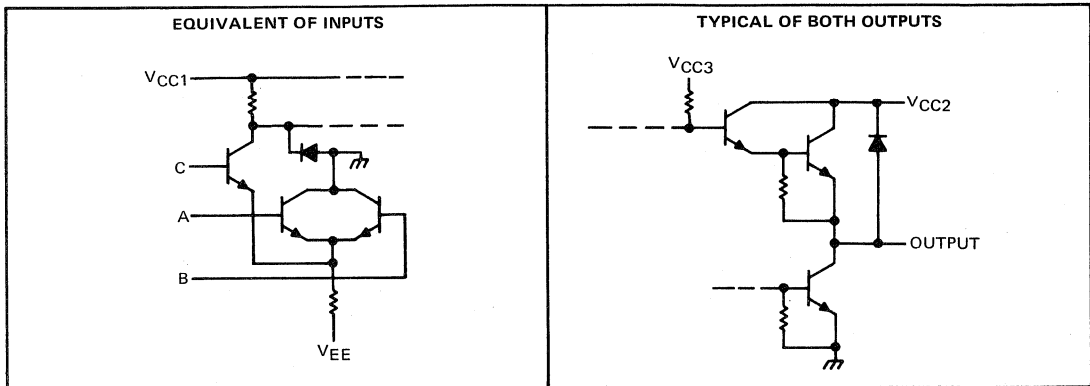 EQUIVALENT OF INPUTS
VCC1
C
A
B
VEE
TYPICAL OF BOTH OUTPUTS
VCC3
VCC2
OUTPUT